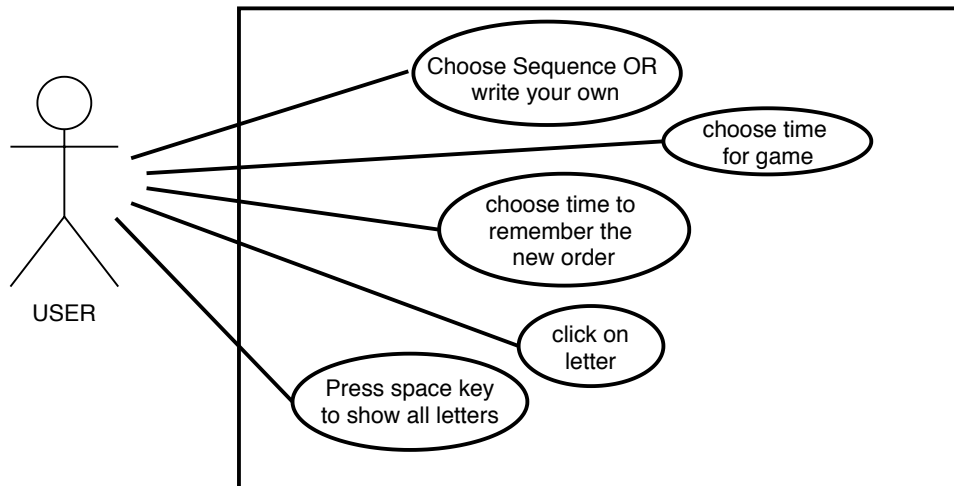 Choose Sequence OR
write your own
choose time
for game
choose time to
remember the
new order
USER
click on
letter
Press space key
to show all letters